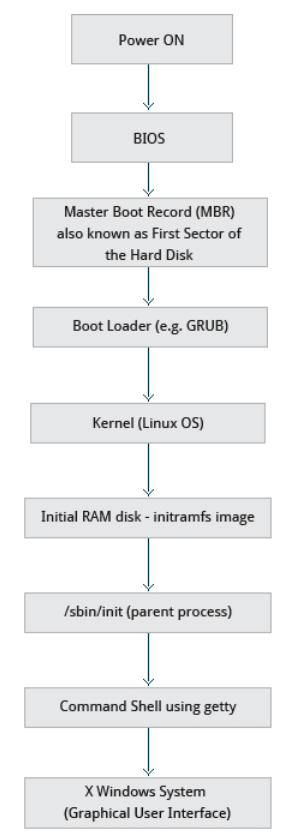 Power ON
BIOS
Master Boot Record (MBR)
also known as First Sector of
the Hard Disk
Boot Loader (e.g. GRUB)
Kernel (Linux OS)
Initial RAM disk - initramfs image
/sbin/init (parent process)
Command Shell using getty
X Windows System
(Graphical User Interface)